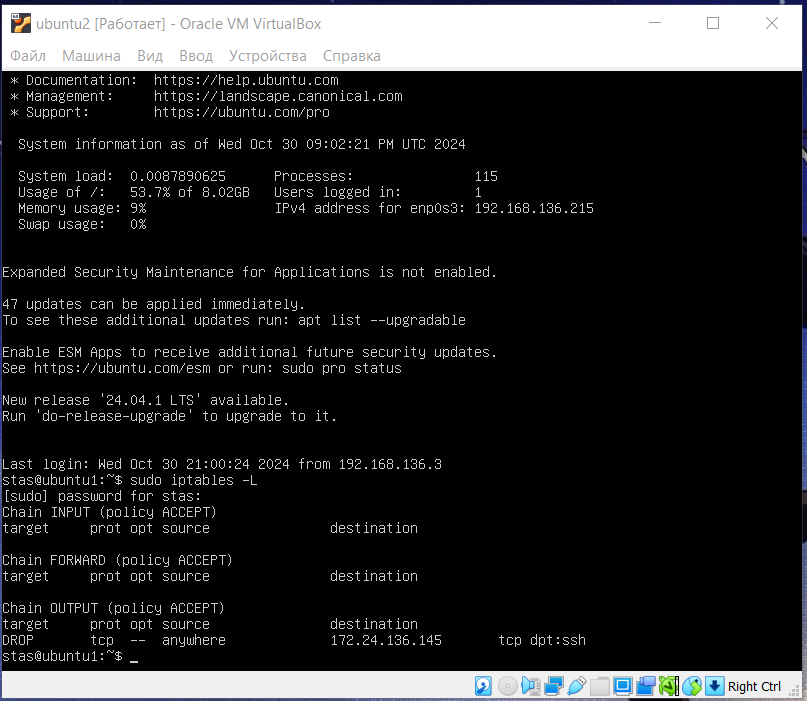 ubuntu2 [Работает] - Oracle VM VirtualBox
Файл Машина Вид Ввод Устройства Справка
* Documentation:  https://help.ubuntu.com
* Management:     https://landscape.canonical.com
* Support:        https://ubuntu.com/pro
System information as of Wed Oct 30 09:02:21 PM UTC 2024
System load:  0.0087890625      Processes:               115
Usage of /:   53.7% of 8.02GB   Users logged in:         1
Memory usage: 9%                IPv4 address for enp0s3: 192.168.136.215
Swap usage:   0%
Expanded Security Maintenance for Applications is not enabled.
47 updates can be applied immediately.
To see these additional updates run: apt list --upgradable
Enable ESM Apps to receive additional future security updates.
See https://ubuntu.com/esm or run: sudo pro status
New release '24.04.1 LTS' available.
Run 'do-release-upgrade' to upgrade to it.
Last login: Wed Oct 30 21:00:24 2024 from 192.168.136.3
stas@ubuntu1:~$ sudo iptables -L
[sudo] password for stas:
Chain INPUT (policy ACCEPT)
target     prot opt source               destination
Chain FORWARD (policy ACCEPT)
target     prot opt source               destination
Chain OUTPUT (policy ACCEPT)
target     prot opt source               destination
DROP       tcp  --  anywhere             172.24.136.145       tcp dpt:ssh
stas@ubuntu1:~$ _
Right Ctrl